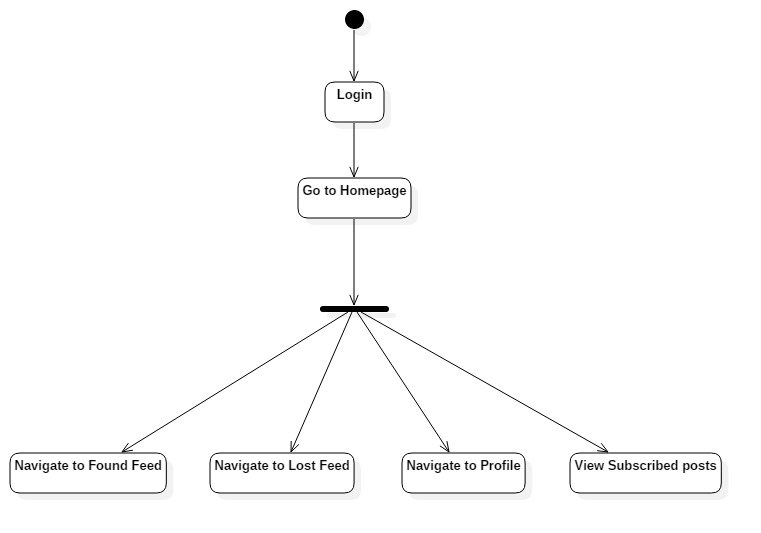 Login
Go to Homepage
Navigate to Found Feed
Navigate to Lost Feed
Navigate to Profile
View Subscribed posts